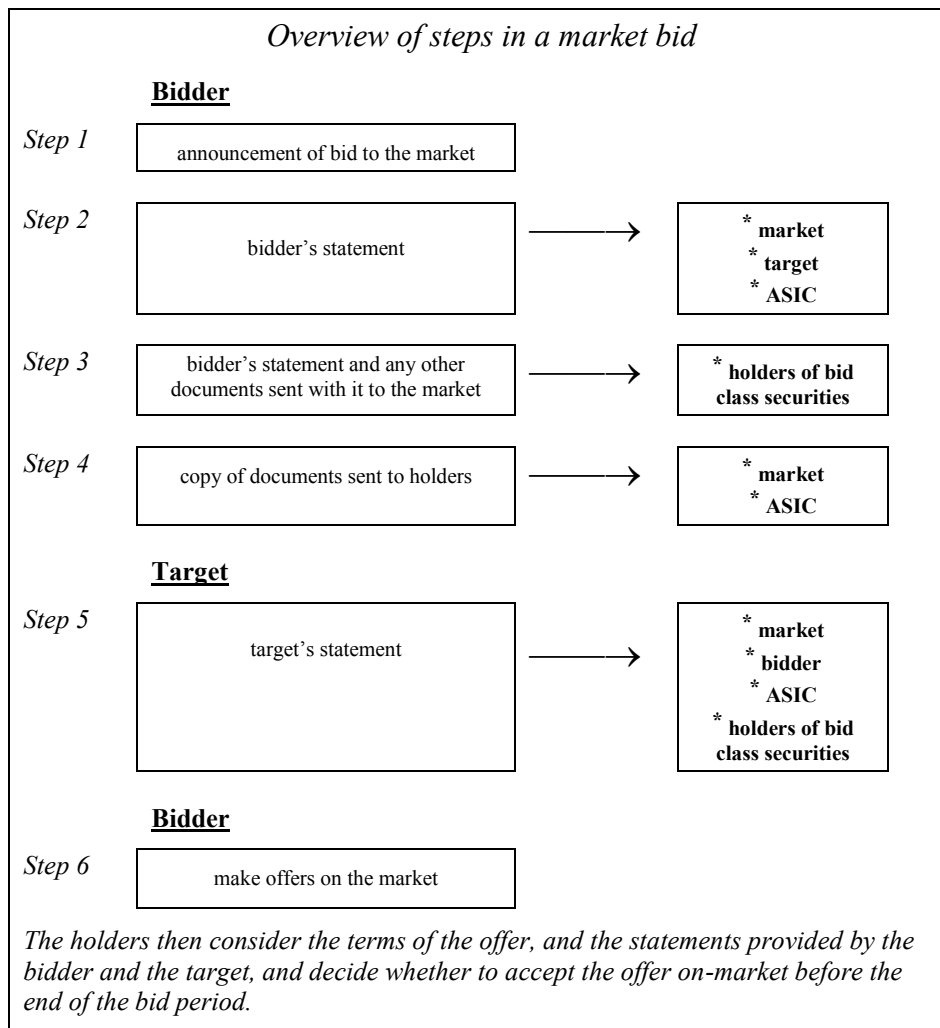 Overview of steps in a market bid
Bidder
Step 1
announcement of bid to the market
Step 2
bidder’s statement
* market
* target
* ASIC
Step 3
bidder’s statement and any other
documents sent with it to the market
* holders of bid
class securities
Step 4
copy of documents sent to holders
* market
* ASIC
Target
Step 5
target’s statement
* market
* bidder
* ASIC
* holders of bid
class securities
Bidder
Step 6
make offers on the market
The holders then consider the terms of the offer, and the statements provided by the
bidder and the target, and decide whether to accept the offer on-market before the
end of the bid period.